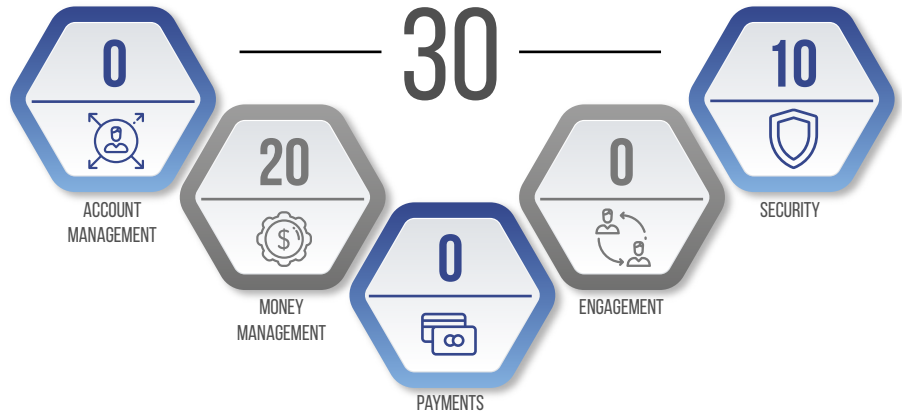 30
0
ACCOUNT
MANAGEMENT
20
$
MONEY
MANAGEMENT
0
PAYMENTS
0
ENGAGEMENT
10
SECURITY